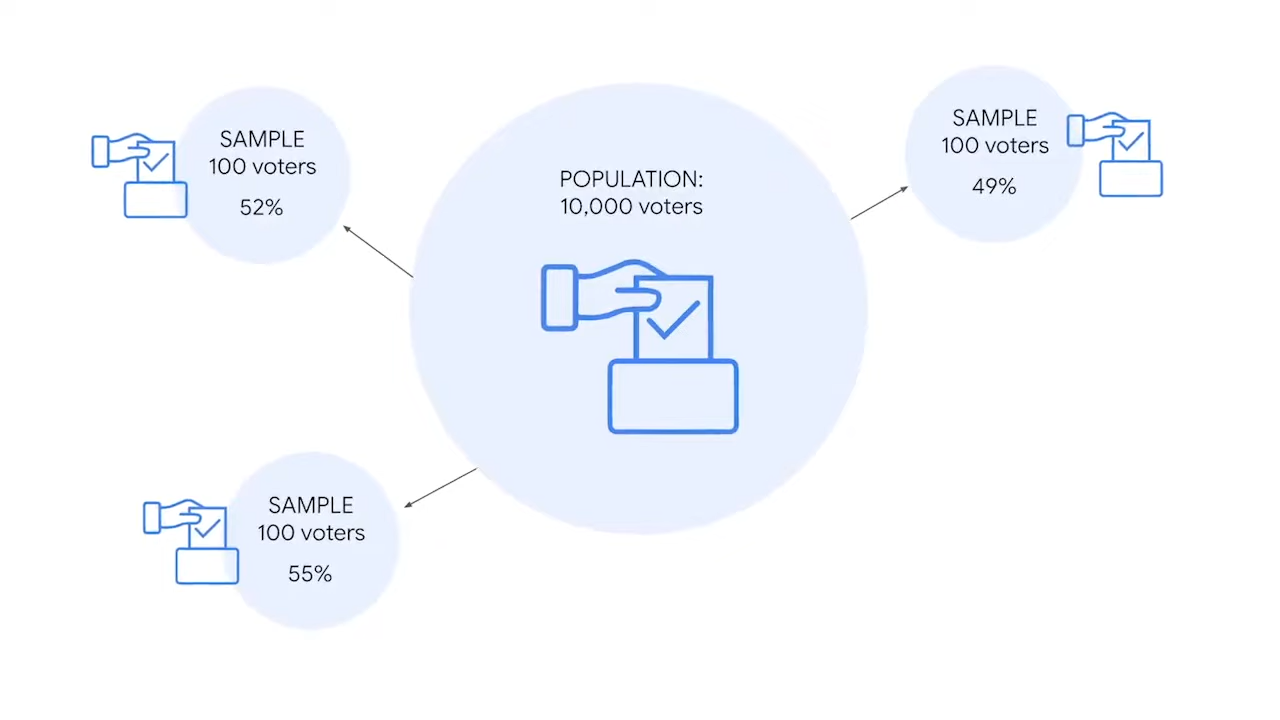 SAMPLE
100 voters
52%
POPULATION:
10,000 voters
SAMPLE
100 voters
49%
SAMPLE
100 voters
55%